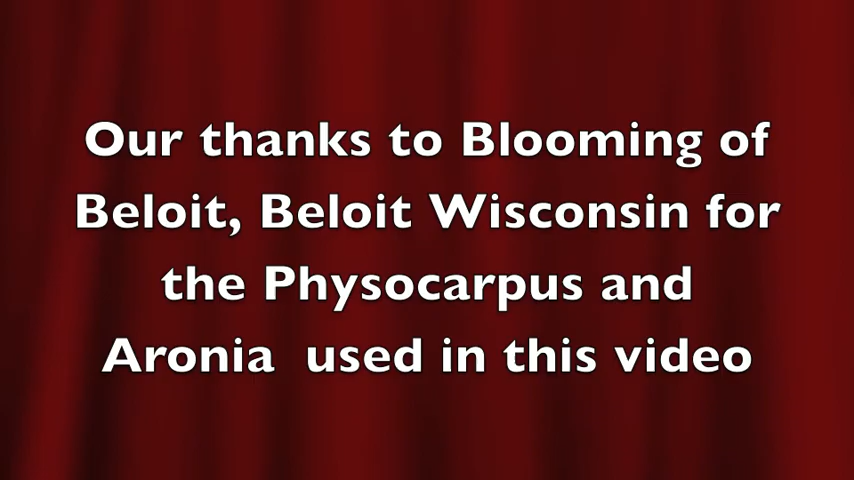 Our thanks to Blooming of
Beloit, Beloit Wisconsin for
the Physocarpus and
Aronia  used in this video